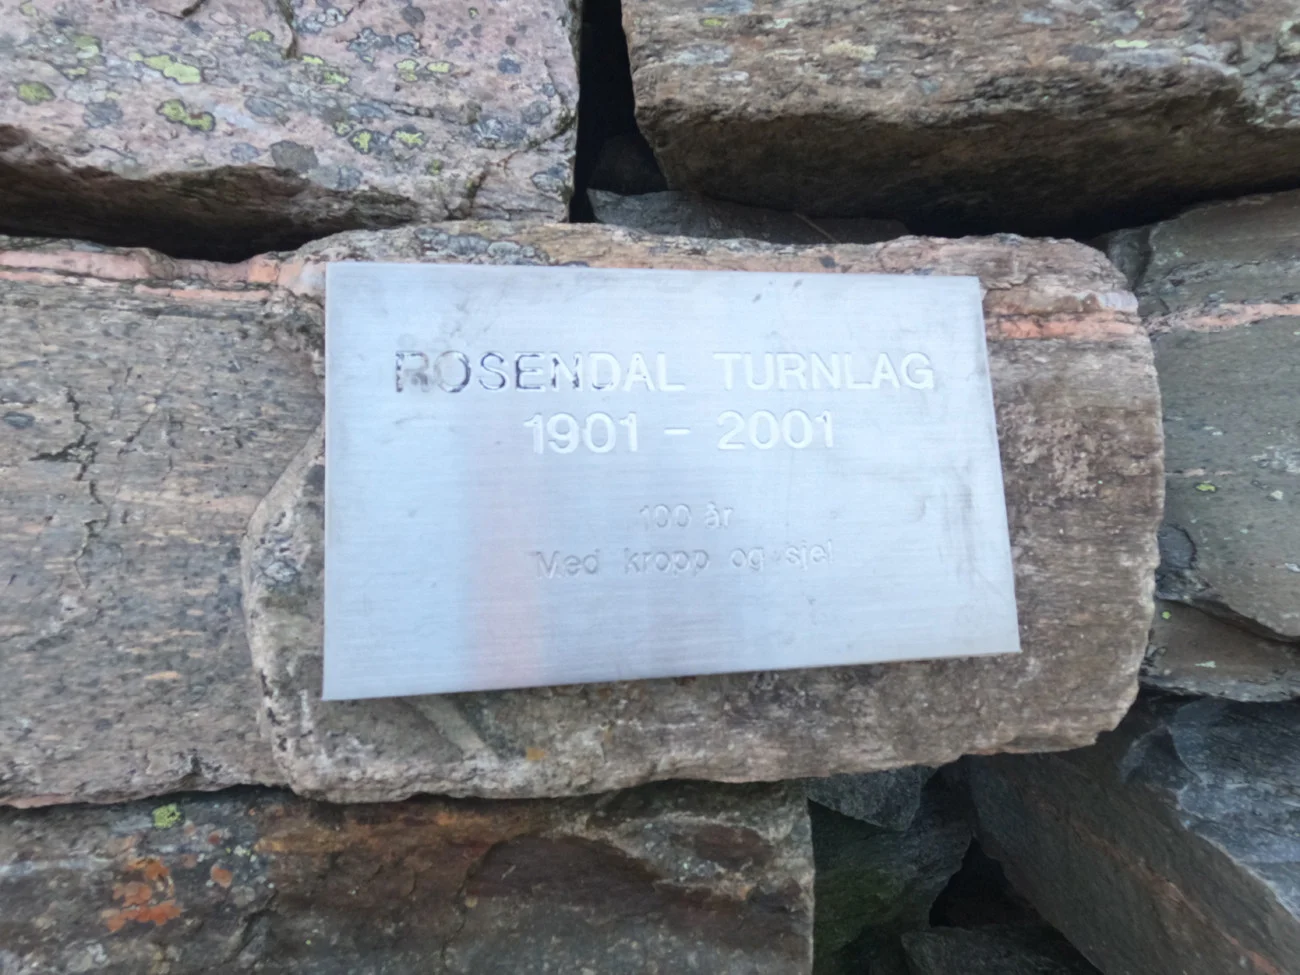 ROSENDAL TURNLAG
1901 - 2001
100 år
Med kropp og sjel